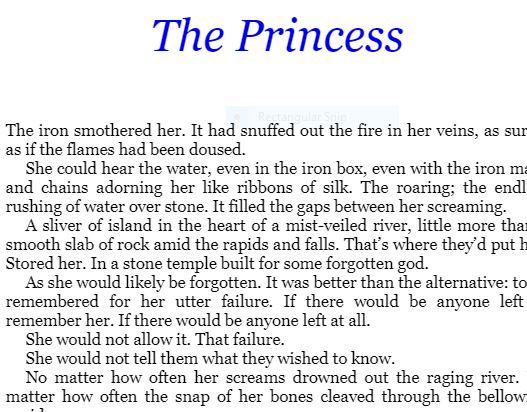 The Princess
Rectangular Snip
The iron smothered her. It had snuffed out the fire in her veins, as sur
as if the flames had been doused.
She could hear the water, even in the iron box, even with the iron ma
and chains adorning her like ribbons of silk. The roaring; the endl
rushing of water over stone. It filled the gaps between her screaming.
A sliver of island in the heart of a mist-veiled river, little more than
smooth slab of rock amid the rapids and falls. That’s where they’d put h
Stored her. In a stone temple built for some forgotten god.
As she would likely be forgotten. It was better than the alternative: to
remembered for her utter failure. If there would be anyone left
remember her. If there would be anyone left at all.
She would not allow it. That failure.
She would not tell them what they wished to know.
No matter how often her screams drowned out the raging river.
matter how often the snap of her bones cleaved through the bellow